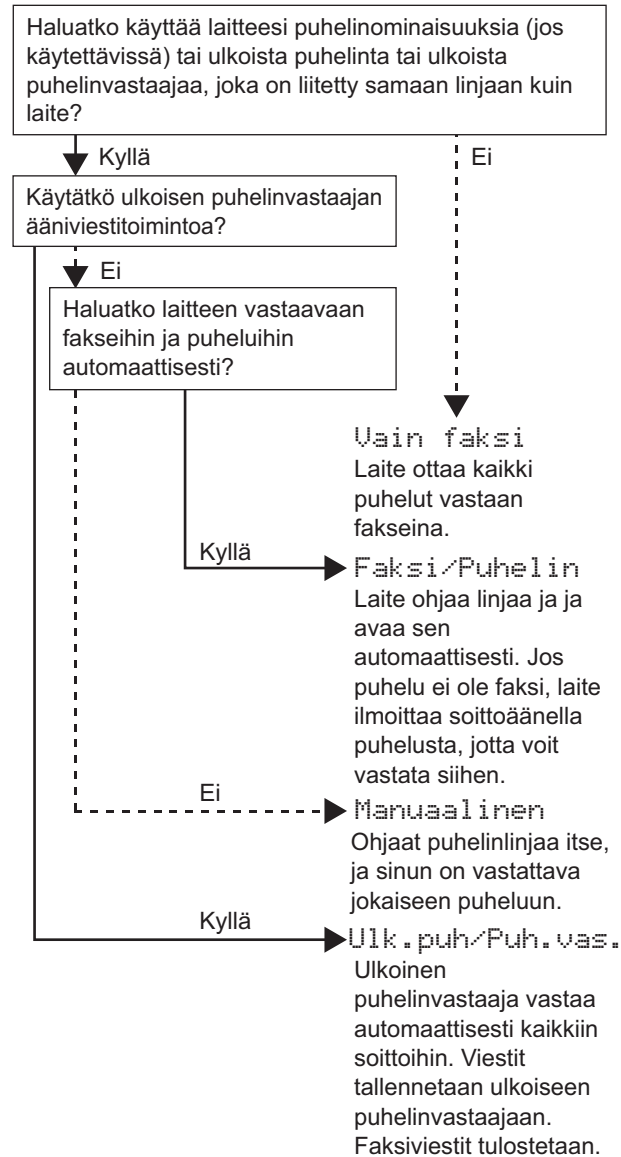 Haluatko käyttää laitteesi puhelinominaisuuksia (jos
käytettävissä) tai ulkoista puhelinta tai ulkoista
puhelinvastaajaa, joka on liitetty samaan linjaan kuin
laite?
Kyllä
Ei
Käytätkö ulkoisen puhelinvastaajan
ääniviestitoimintoa?
Ei
Haluatko laitteen vastaavaan
fakseihin ja puheluihin
automaattisesti?
Vain faksi
Laite ottaa kaikki
puhelut vastaan
fakseina.
Kyllä
Faksi/Puhelin
Laite ohjaa linjaa ja ja
avaa sen
automaattisesti. Jos
puhelu ei ole faksi, laite
ilmoittaa soittoäänella
puhelusta, jotta voit
vastata siihen.
Ei
Manuaalinen
Ohjaat puhelinlinjaa itse,
ja sinun on vastattava
jokaiseen puheluun.
Kyllä
Ulk.puh/Puh.vas.
Ulkoinen
puhelinvastaaja vastaa
automaattisesti kaikkiin
soittoihin. Viestit
tallennetaan ulkoiseen
puhelinvastaajaan.
Faksiviestit tulostetaan.